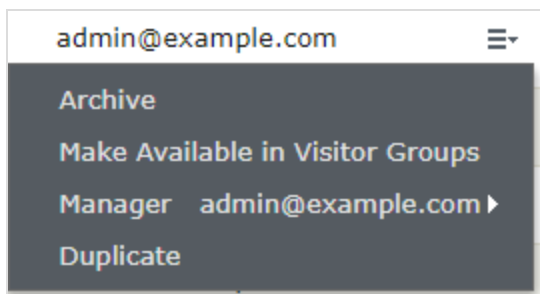 admin@example.com
Archive
Make Available in Visitor Groups
Manager admin@example.com
Duplicate